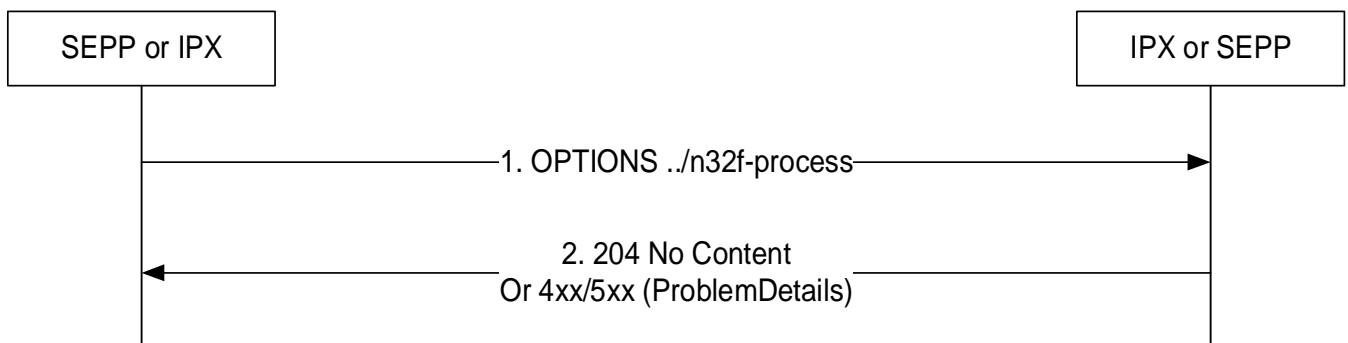 SEPP or IPX
IPX or SEPP
1. OPTIONS ../n32f-process
2. 204 No Content
Or 4xx/5xx (ProblemDetails)